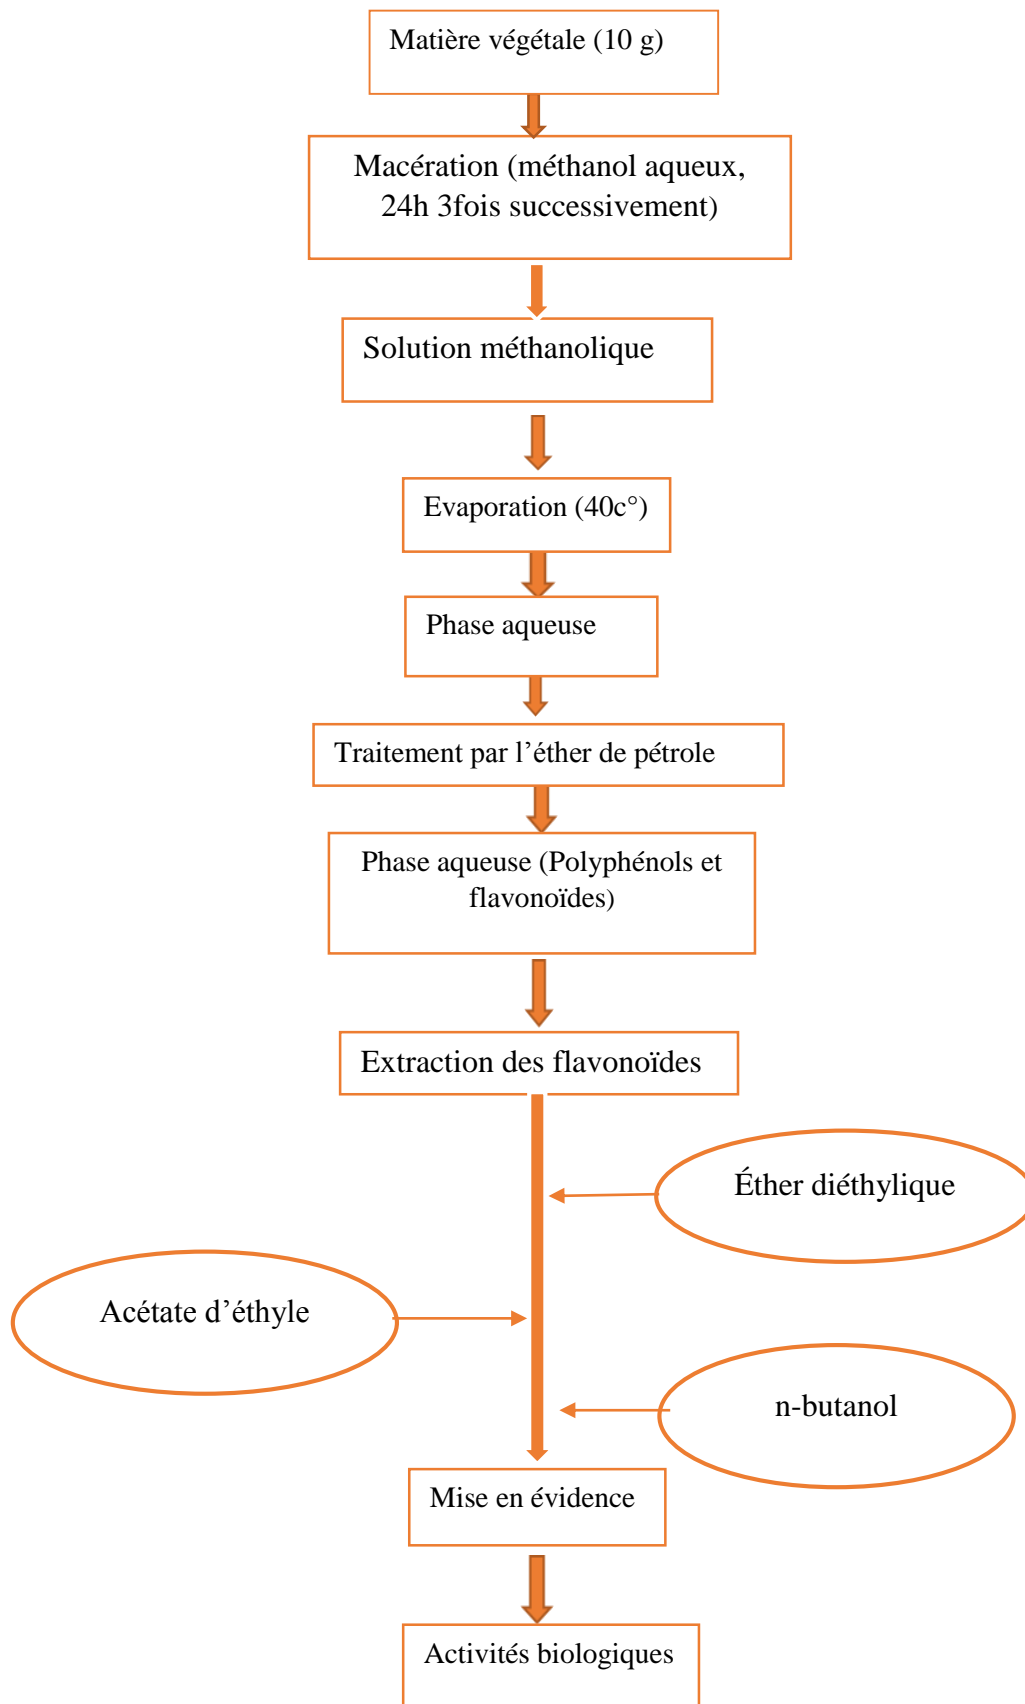 Matière végétale (10 g)
Macération (méthanol aqueux,
24h 3fois successivement)
Solution méthanolique
Evaporation (40c°)
Phase aqueuse
Traitement par l’éther de pétrole
Phase aqueuse (Polyphénols et
flavonoïdes)
Extraction des flavonoïdes
Éther diéthylique
Acétate d’éthyle
n-butanol
Mise en évidence
Activités biologiques